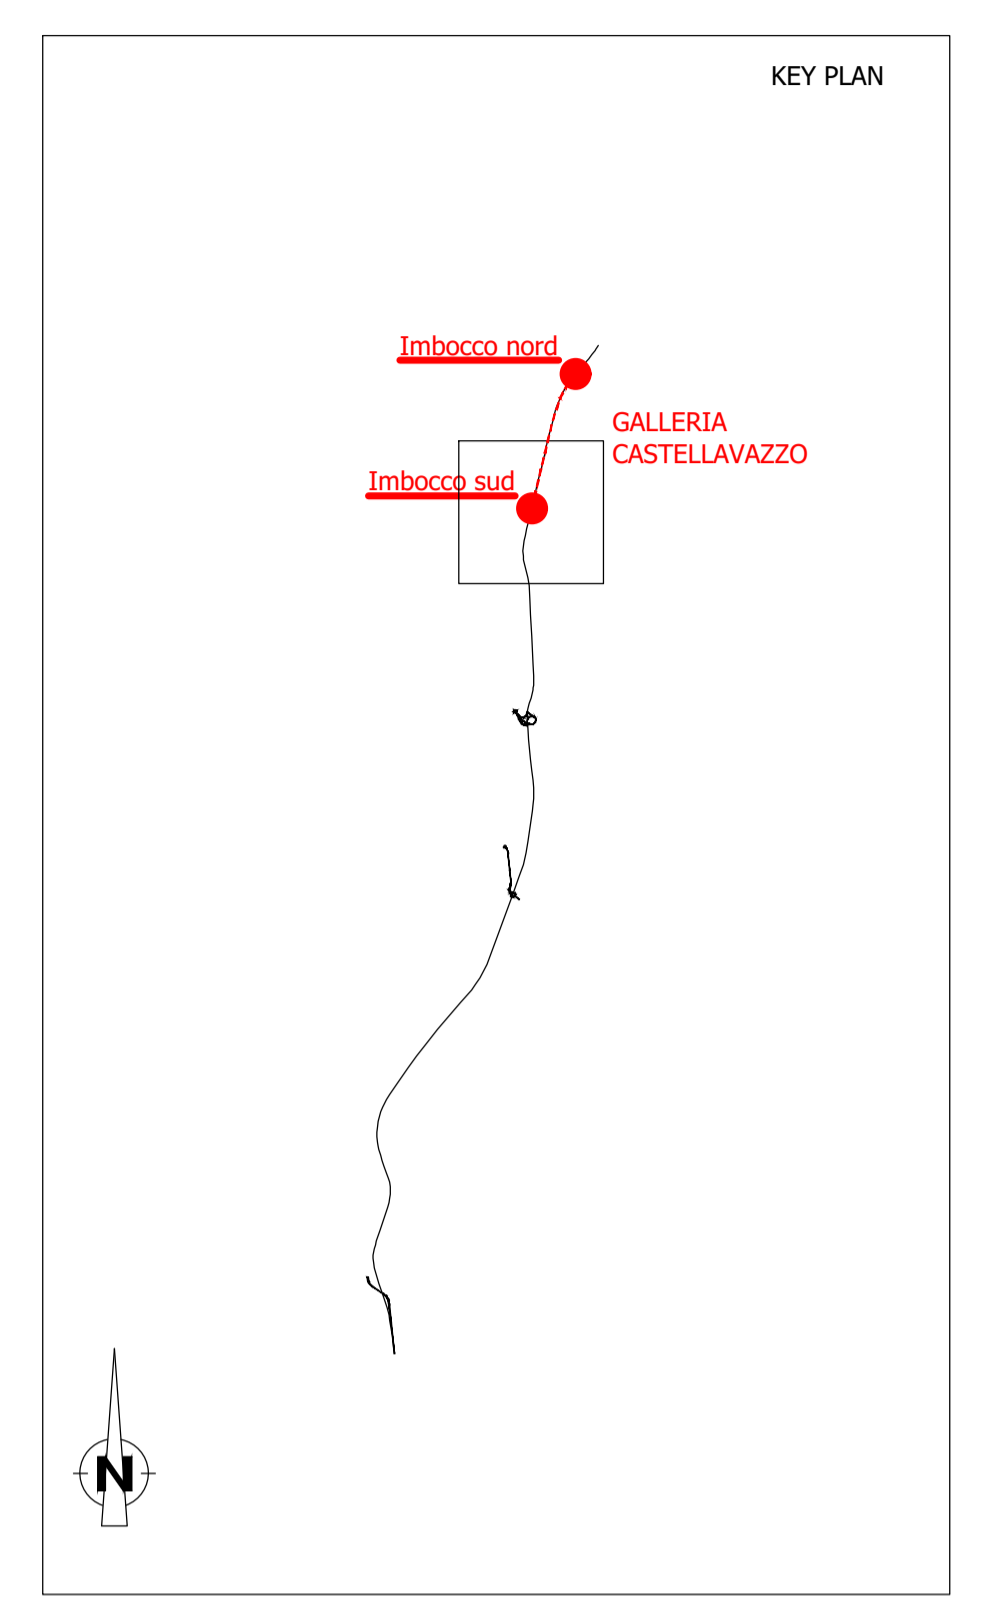 KEY PLAN
Imbocco nord
GALLERIA
CASTELLAVAZZO
Imbocco sud
N